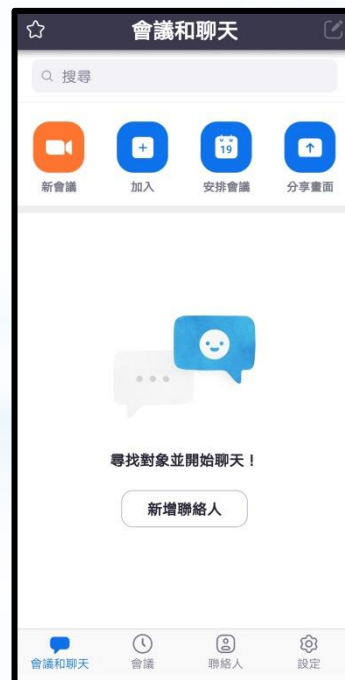 會議和聊天
搜尋
新會議 加入 19 安排會議 分享畫面
尋找對象並開始聊天！
新增聯絡人
會議和聊天 會議 聯絡人 設定